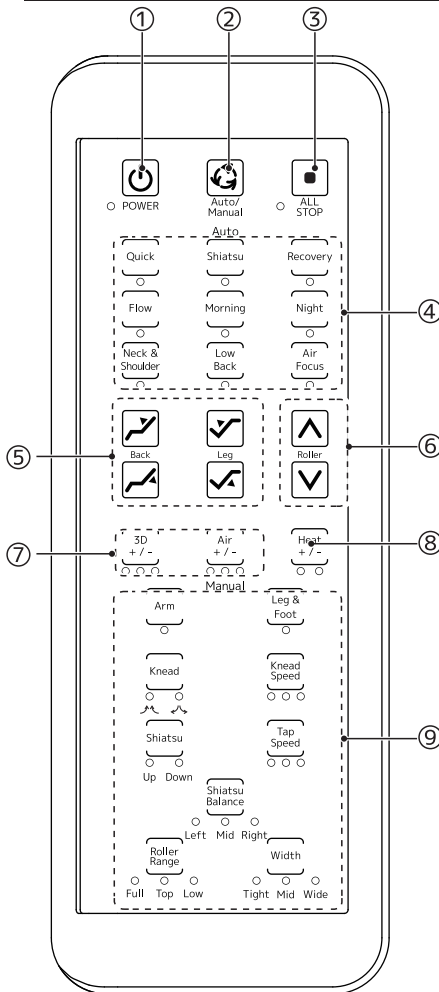 ① ② ③
POWER Auto/ ALL
Manual STOP
Auto
Quick Shiatsu Recovery
Flow Morning Night ④
Neck & Low Air
Shoulder Back Focus
⑤ Back Leg Roller ⑥
3D Air Heat ⑧
⑦ + / - + / - + / -
Manual
Arm Leg &
Foot
Knead Knead
Speed
Shiatsu Tap ⑨
Speed
Up Down
Shiatsu
Balance
Left Mid Right
Roller Width
Range
Full Top Low Tight Mid Wide